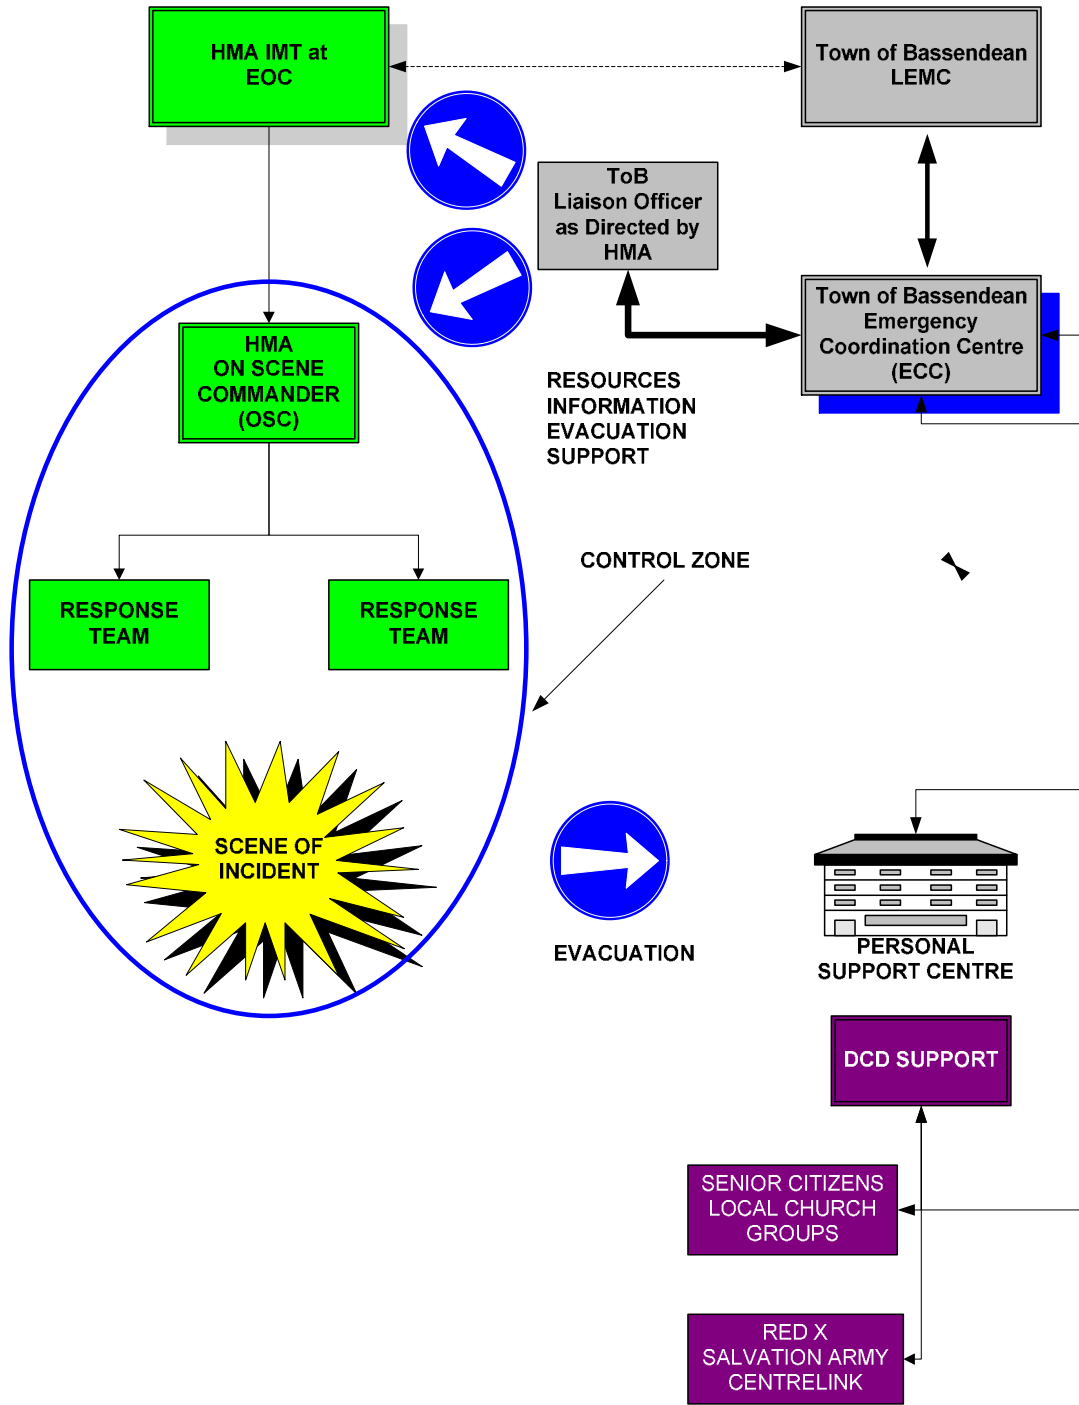 HMA IMT at
EOC
Town of Bassendean
LEMC
ToB
Liaison Officer
as Directed by
HMA
Town of Bassendean
Emergency
Coordination Centre
(ECC)
HMA
ON SCENE
COMMANDER
(OSC)
RESOURCES
INFORMATION
EVACUATION
SUPPORT
CONTROL ZONE
RESPONSE
TEAM
RESPONSE
TEAM
SCENE OF
INCIDENT
EVACUATION
PERSONAL
SUPPORT CENTRE
DCD SUPPORT
SENIOR CITIZENS
LOCAL CHURCH
GROUPS
RED X
SALVATION ARMY
CENTRELINK